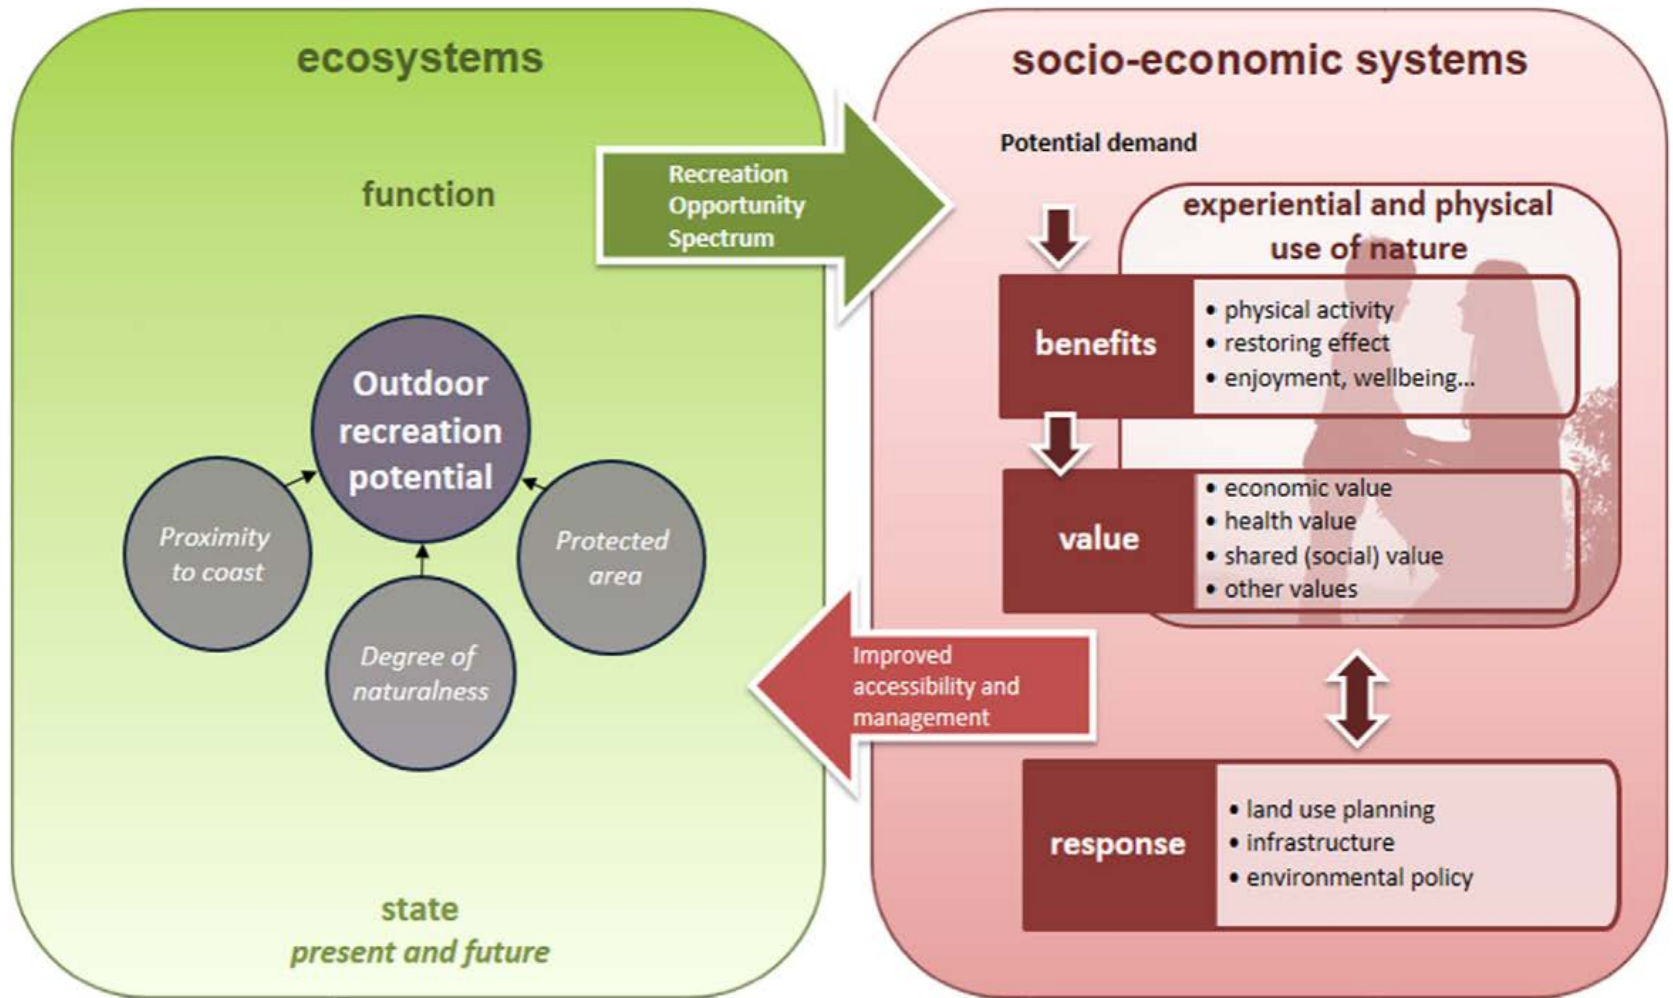 ecosystems
function
Recreation
Opportunity
Spectrum
Outdoor
recreation
potential
Proximity
to coast
Protected
area
Degree of
naturalness
state
present and future
socio-economic systems
Potential demand
experiential and physical
use of nature
benefits
• physical activity
• restoring effect
• enjoyment, wellbeing...
value
• economic value
• health value
• shared (social) value
• other values
Improved
accessibility and
management
response
• land use planning
• infrastructure
• environmental policy